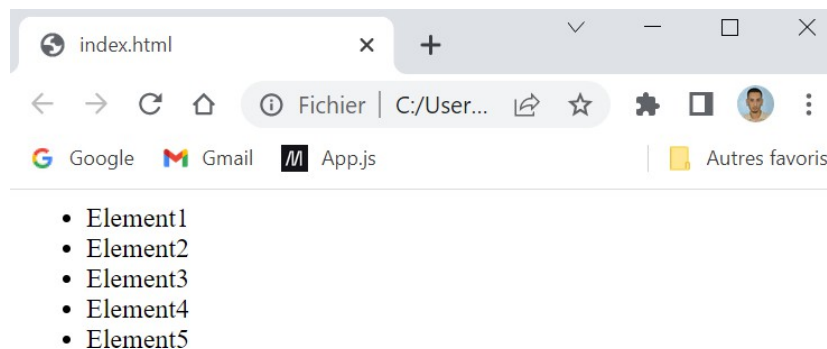 index.html
Fichier | C:/User...
Google M Gmail M App.js Autres favoris
• Element1
• Element2
• Element3
• Element4
• Element5